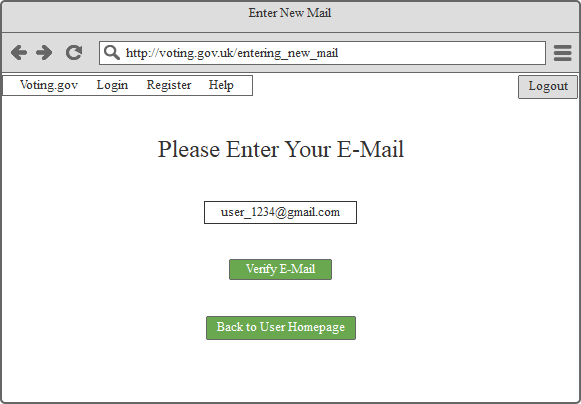 Enter New Mail
http://voting.gov.uk/entering_new_mail
Voting.gov Login Register Help Logout
Please Enter Your E-Mail
user_1234@gmail.com
Verify E-Mail
Back to User Homepage